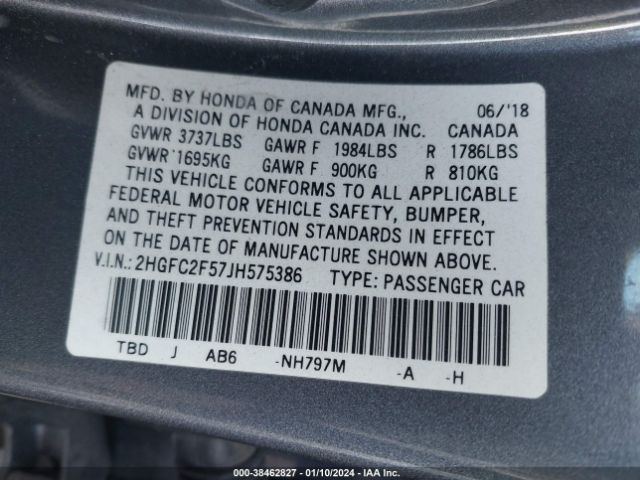 MFD. BY HONDA OF CANADA MFG., 06/'18
A DIVISION OF HONDA CANADA INC. CANADA
GVWR 3737LBS GAWR F 1984LBS R 1786LBS
GVWR 1695KG GAWR F 900KG R 810KG
THIS VEHICLE CONFORMS TO ALL APPLICABLE
FEDERAL MOTOR VEHICLE SAFETY, BUMPER,
AND THEFT PREVENTION STANDARDS IN EFFECT
ON THE DATE OF MANUFACTURE SHOWN ABOVE.
V.I.N.: 2HGFC2F57JH575386 TYPE: PASSENGER CAR
TBD J AB6 -NH797M -A -H
000-38462827 - 01/10/2024 - IAA Inc.